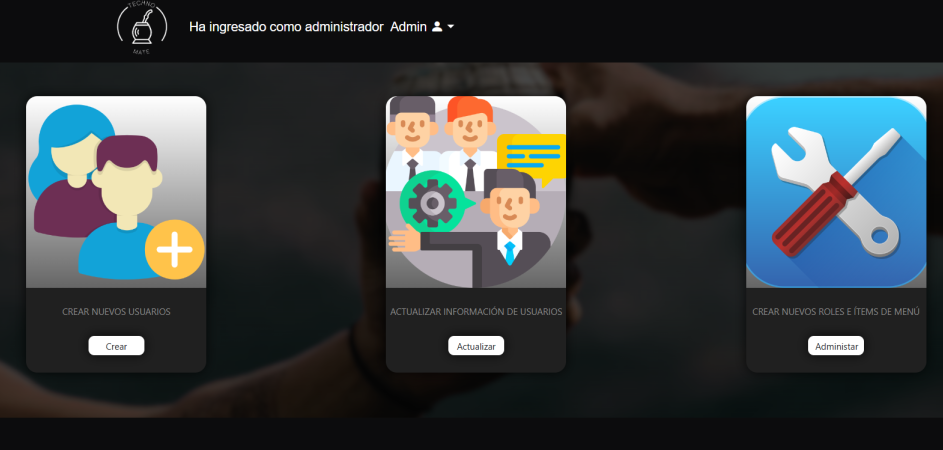 TECHNO
MATE
Ha ingresado como administrador Admin
CREAR NUEVOS USUARIOS
Crear
ACTUALIZAR INFORMACIÓN DE USUARIOS
Actualizar
CREAR NUEVOS ROLES E ÍTEMS DE MENÚ
Administar